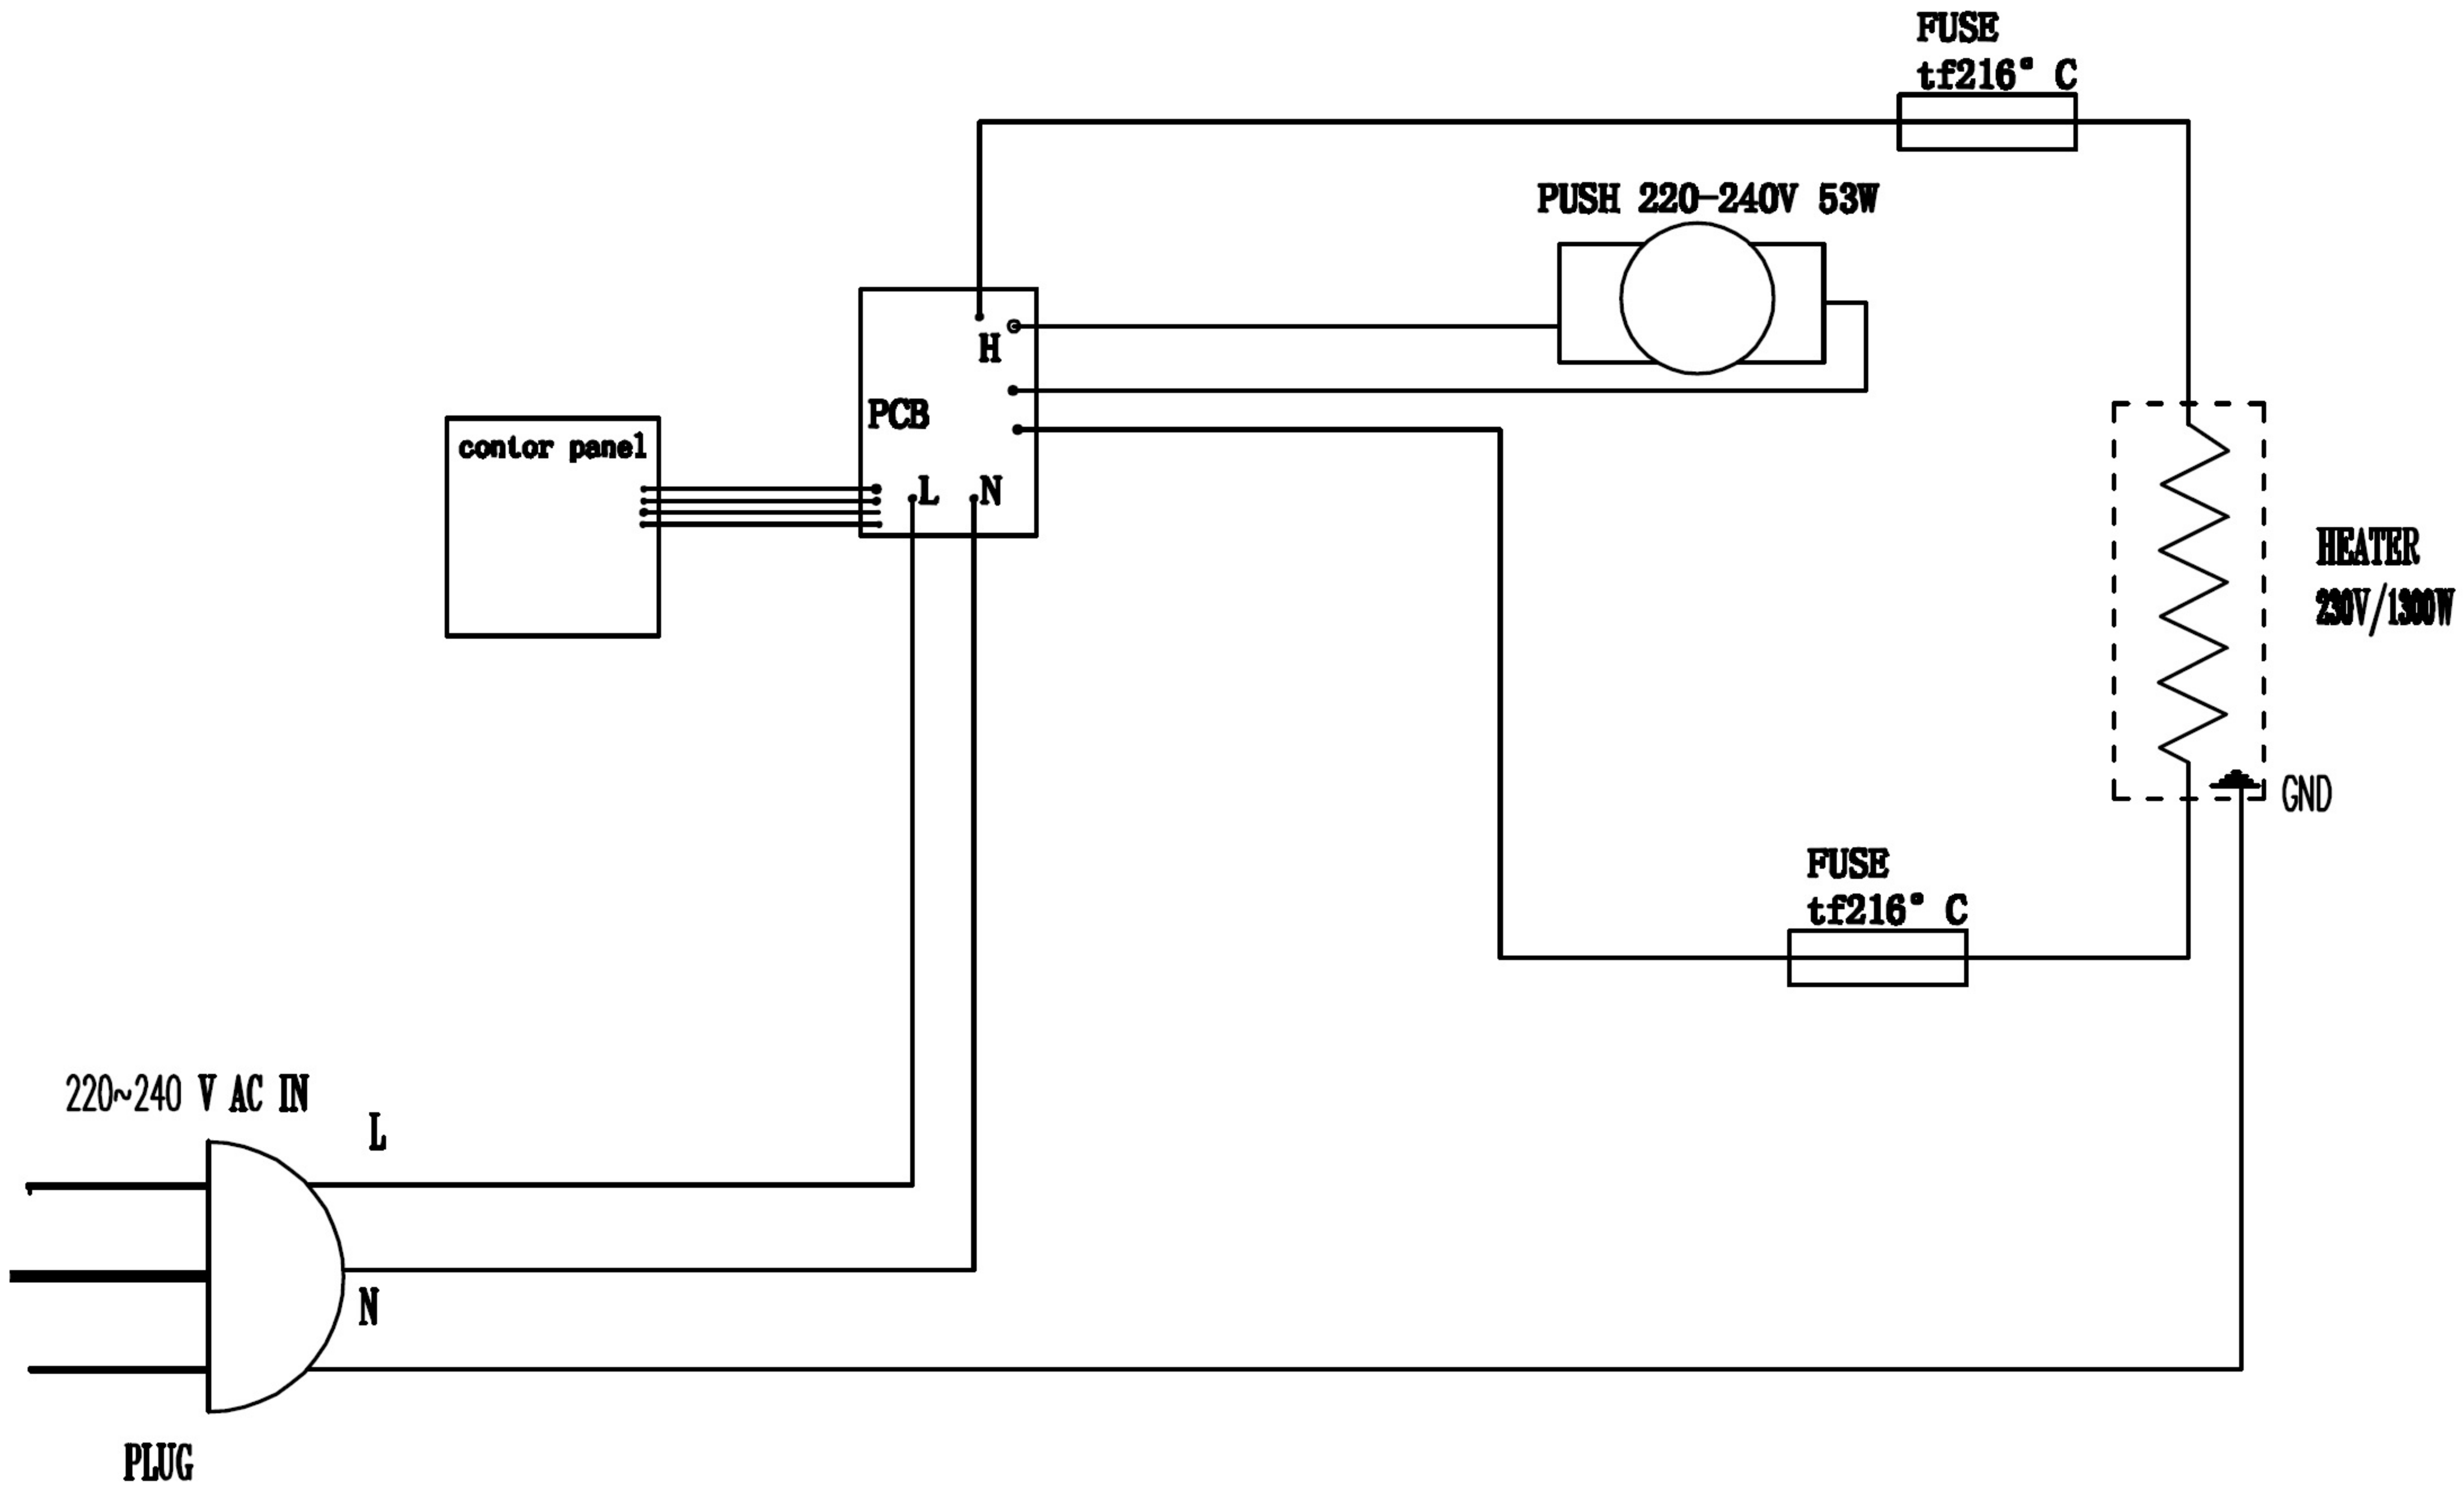 FUSE
tf216° C
PUSH 220-240V 53W
H
PCB
contor panel
L N
HEATER
230V/1300W
GND
FUSE
tf216° C
220~240 V AC IN
L
N
PLUG